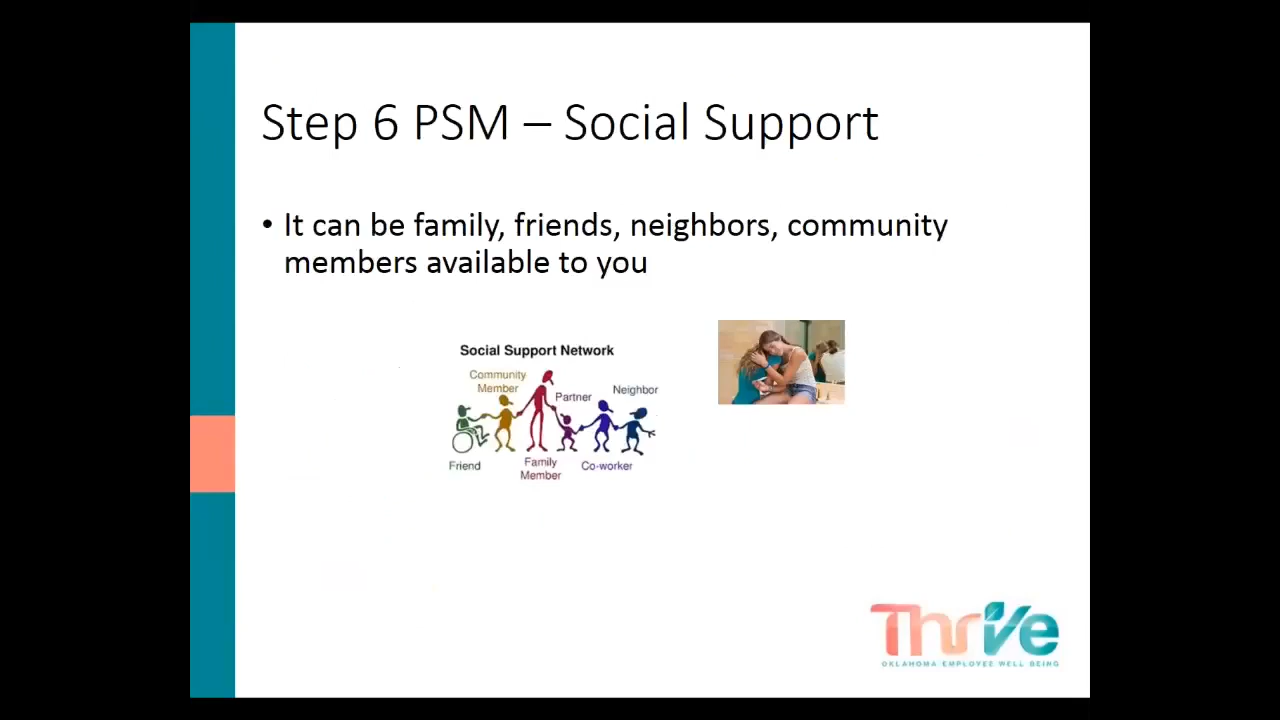 Step 6 PSM – Social Support
• It can be family, friends, neighbors, community
members available to you
Social Support Network
Community
Member
Partner
Neighbor
Friend
Family
Member
Co-worker
Thrive
OKLAHOMA EMPLOYEE WELL BEING